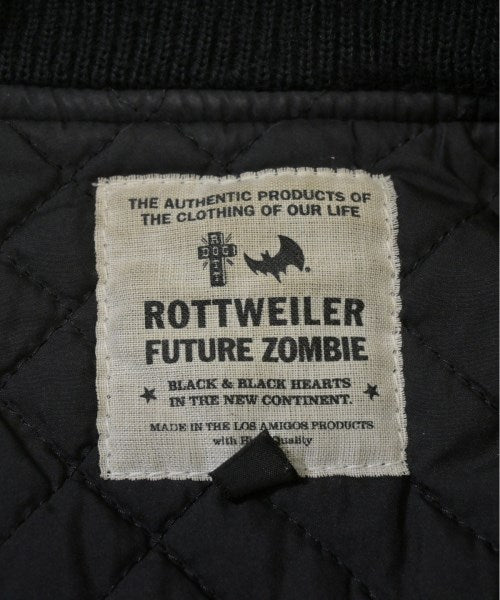 THE AUTHENTIC PRODUCTS OF
THE CLOTHING OF OUR LIFE
R
DOG
T
T
ROTTWEILER
FUTURE ZOMBIE
BLACK & BLACK HEARTS
IN THE NEW CONTINENT.
MADE IN THE LOS AMIGOS PRODUCTS
with Quality